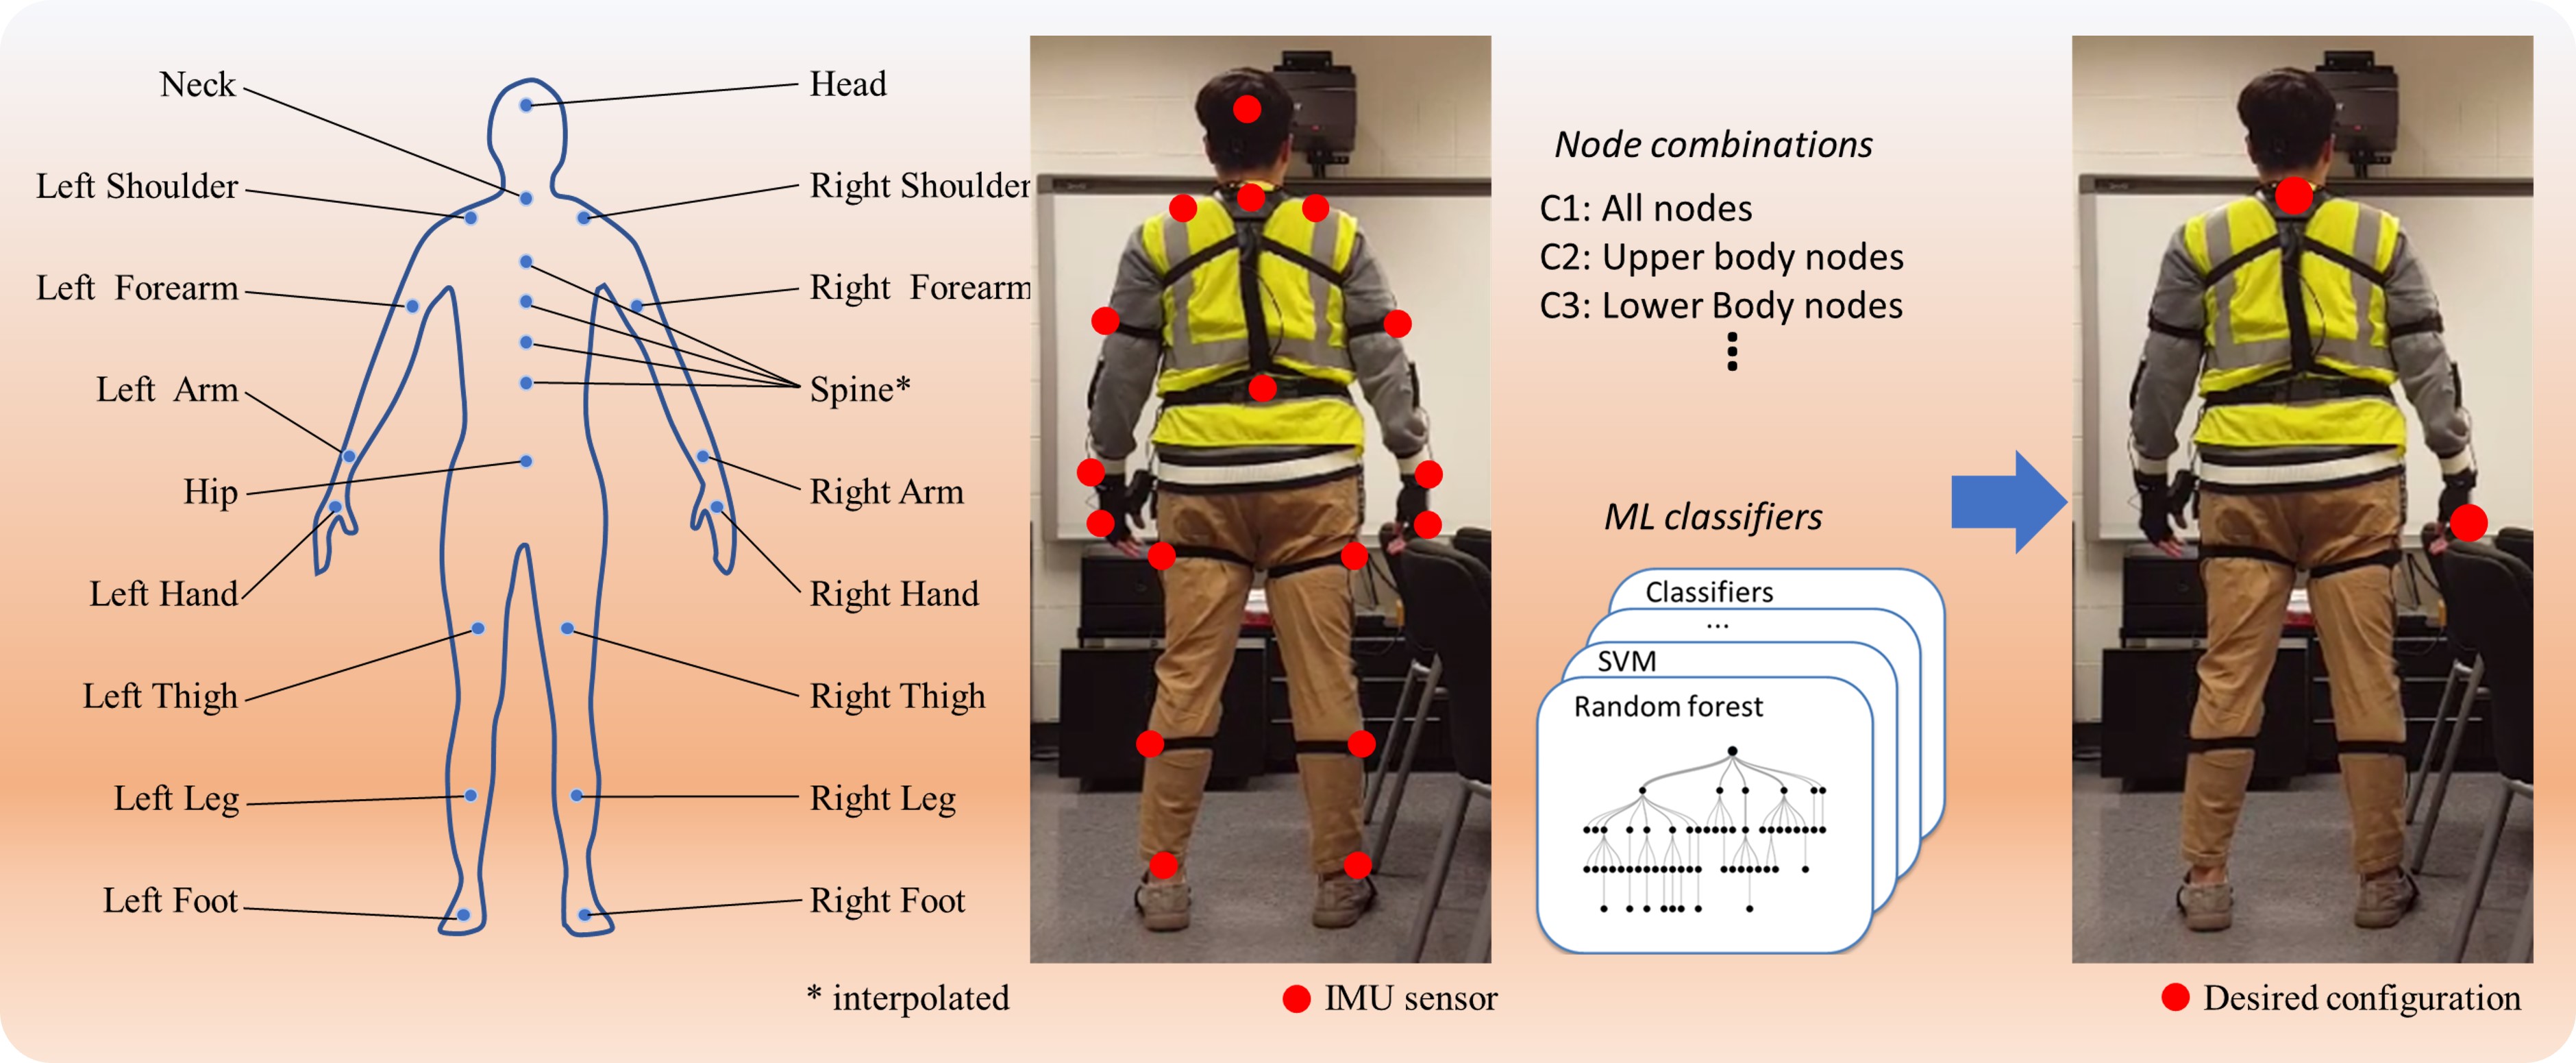 Neck
Head
Left Shoulder
Right Shoulder
Left Forearm
Right Forearm
Left Arm
Spine*
Hip
Right Arm
Left Hand
Right Hand
Left Thigh
Right Thigh
Left Leg
Right Leg
Left Foot
Right Foot
* interpolated
IMU sensor
Node combinations
C1: All nodes
C2: Upper body nodes
C3: Lower Body nodes
ML classifiers
Classifiers
...
SVM
Random forest
Desired configuration